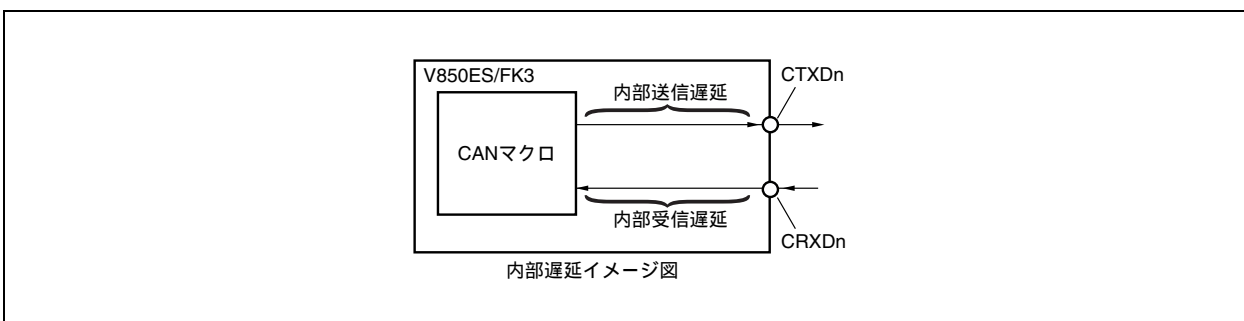 V850ES/FK3
CTXDn
内部送信遅延
CANマクロ
内部受信遅延
CRXDn
内部遅延イメージ図